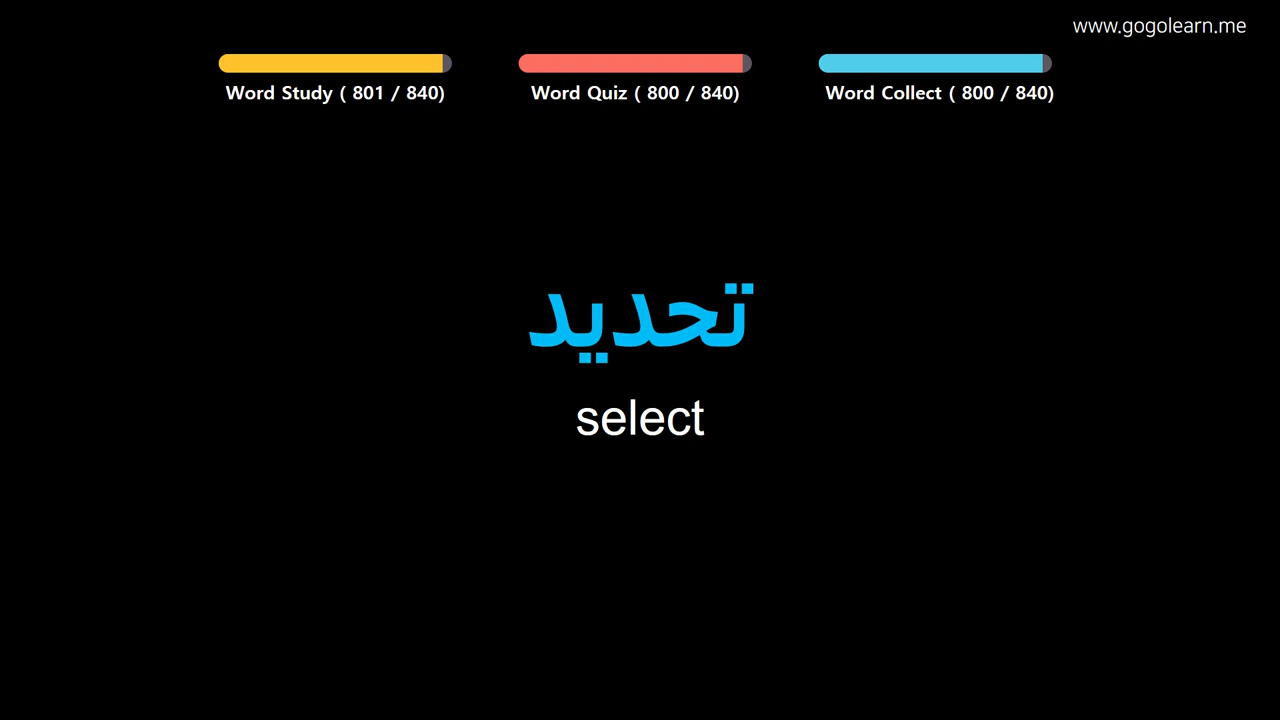 www.gogolearn.me
Word Study ( 801 / 840)
Word Quiz ( 800 / 840)
Word Collect ( 800 / 840)
تحديد
select